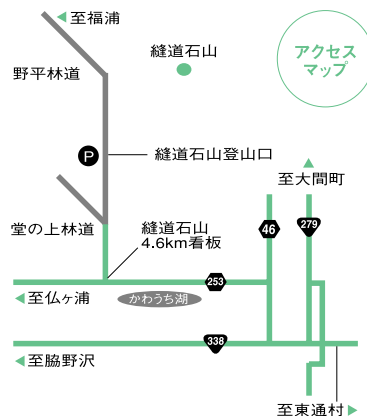 至福浦
縫道石山
アクセス
マップ
野平林道
P
縫道石山登山口
至大間町
堂の上林道
縫道石山
4.6km看板
46
279
253
至仏ヶ浦
かわうち湖
338
至脇野沢
至東通村